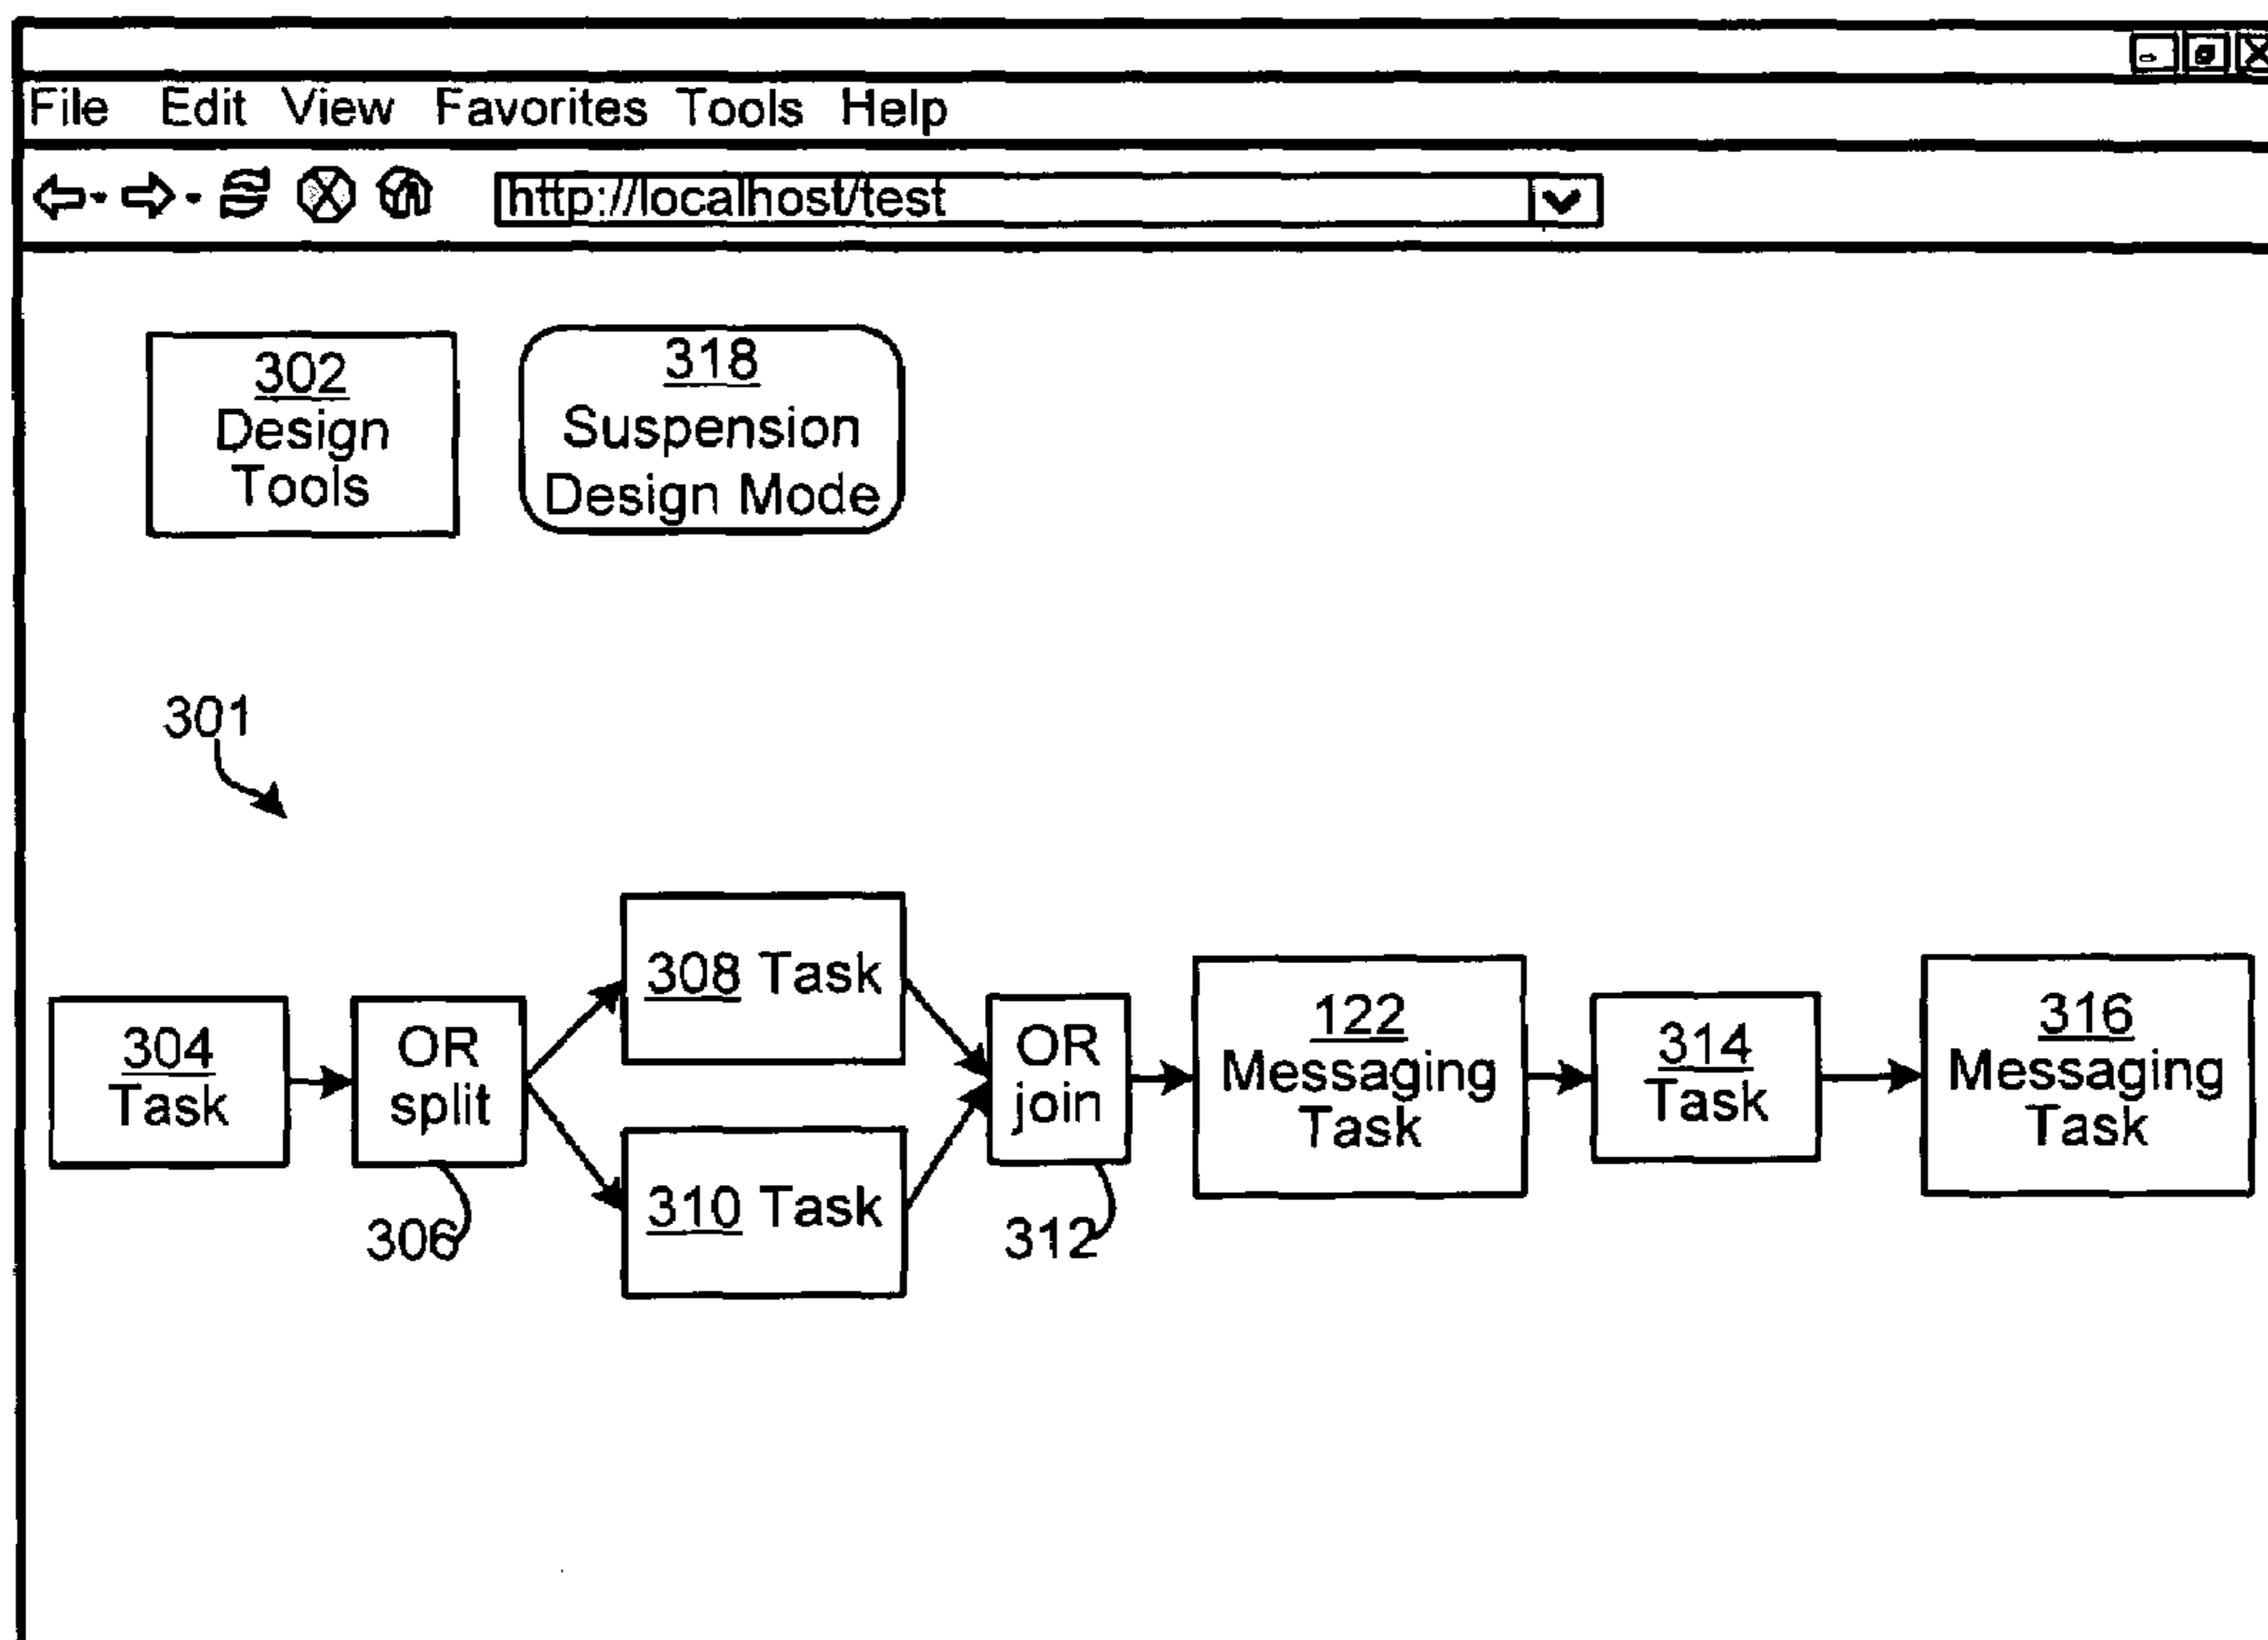 File Edit View Favorites Tools Help
http://localhost/test
302
Design
Tools
318
Suspension
Design Mode
301
304
Task
OR
split
306
308 Task
310 Task
OR
join
312
122
Messaging
Task
314
Task
316
Messaging
Task